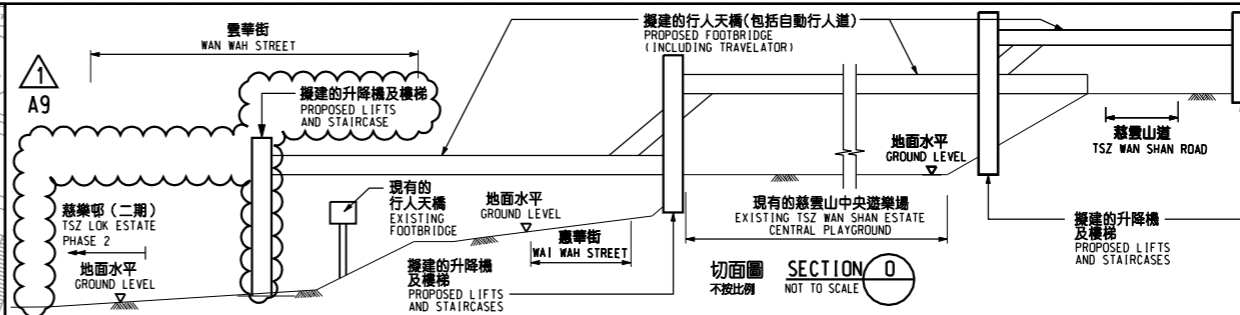 雲華街
WAN WAH STREET
1
A9
擬建的升降機及樓梯
PROPOSED LIFTS
AND STAIRCASE
擬建的行人天橋(包括自動行人道)
PROPOSED FOOTBRIDGE
(INCLUDING TRAVELATOR)
慈樂邨（二期）
TSZ LOK ESTATE
PHASE 2
地面水平
GROUND LEVEL
現有的
行人天橋
EXISTING
FOOTBRIDGE
地面水平
GROUND LEVEL
惠華街
WAI WAH STREET
擬建的升降機
及樓梯
PROPOSED LIFTS
AND STAIRCASES
現有的慈雲山中央遊樂場
EXISTING TSZ WAN SHAN ESTATE
CENTRAL PLAYGROUND
地面水平
GROUND LEVEL
慈雲山道
TSZ WAN SHAN ROAD
擬建的升降機
及樓梯
PROPOSED LIFTS
AND STAIRCASES
切面圖
不按比例
SECTION O
NOT TO SCALE